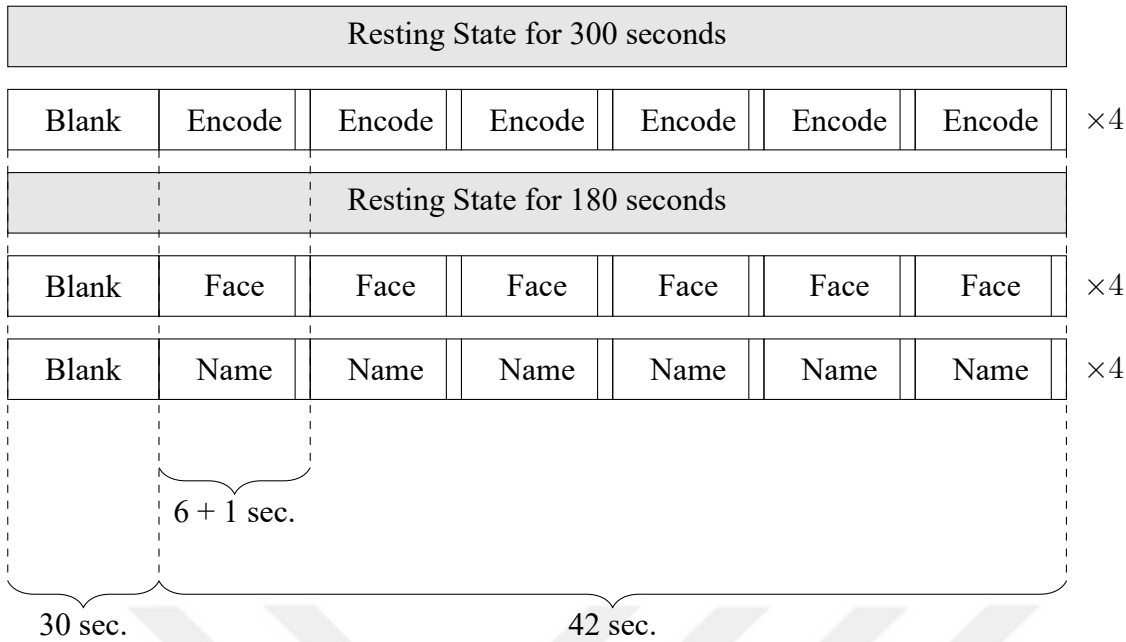 Resting State for 300 seconds
Blank Encode Encode Encode Encode Encode Encode ×4
Resting State for 180 seconds
Blank Face Face Face Face Face Face ×4
Blank Name Name Name Name Name Name ×4
6 + 1 sec.
30 sec. 42 sec.